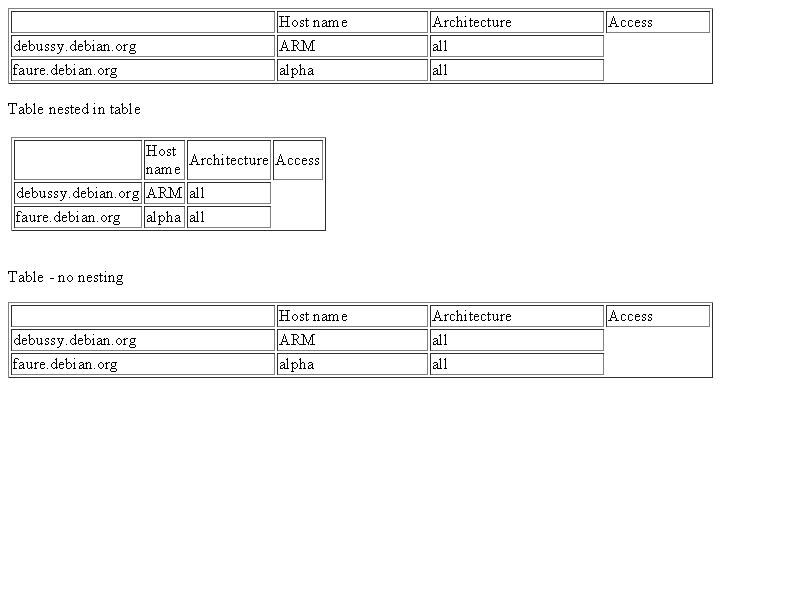 Host name Architecture Access
debussy.debian.org ARM all
faure.debian.org alpha all
Table nested in table
Host name Architecture Access
debussy.debian.org ARM all
faure.debian.org alpha all
Table - no nesting
Host name Architecture Access
debussy.debian.org ARM all
faure.debian.org alpha all